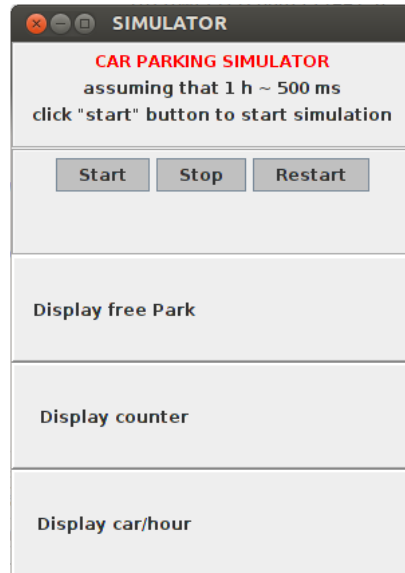 SIMULATOR
CAR PARKING SIMULATOR
assuming that 1 h ~ 500 ms
click "start" button to start simulation
Start Stop Restart
Display free Park
Display counter
Display car/hour